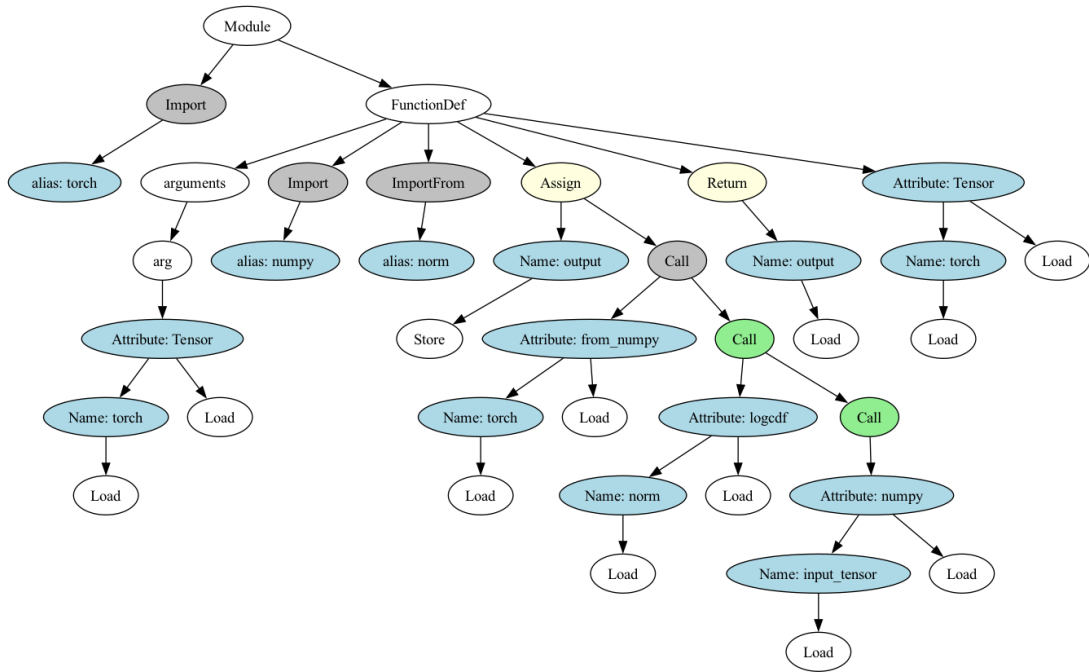 Module
Import
FunctionDef
alias: torch
arguments
Import
ImportFrom
Assign
Return
Attribute: Tensor
arg
alias: numpy
alias: norm
Name: output
Call
Name: output
Name: torch
Load
Attribute: Tensor
Store
Attribute: from_numpy
Call
Load
Load
Name: torch
Load
Name: torch
Load
Attribute: logcdf
Call
Load
Load
Name: norm
Load
Attribute: numpy
Load
Name: input_tensor
Load
Load